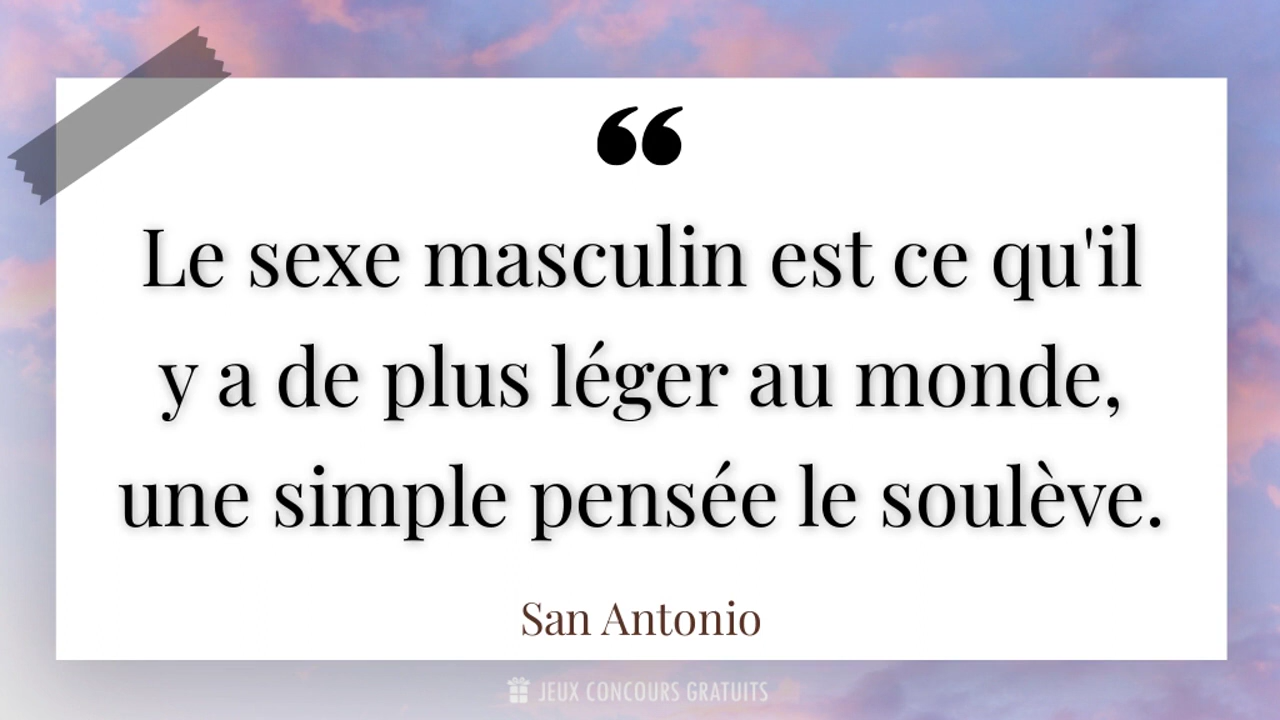 “
Le sexe masculin est ce qu'il
y a de plus léger au monde,
une simple pensée le soulève.
San Antonio
JEUX CONCOURS GRATUITS